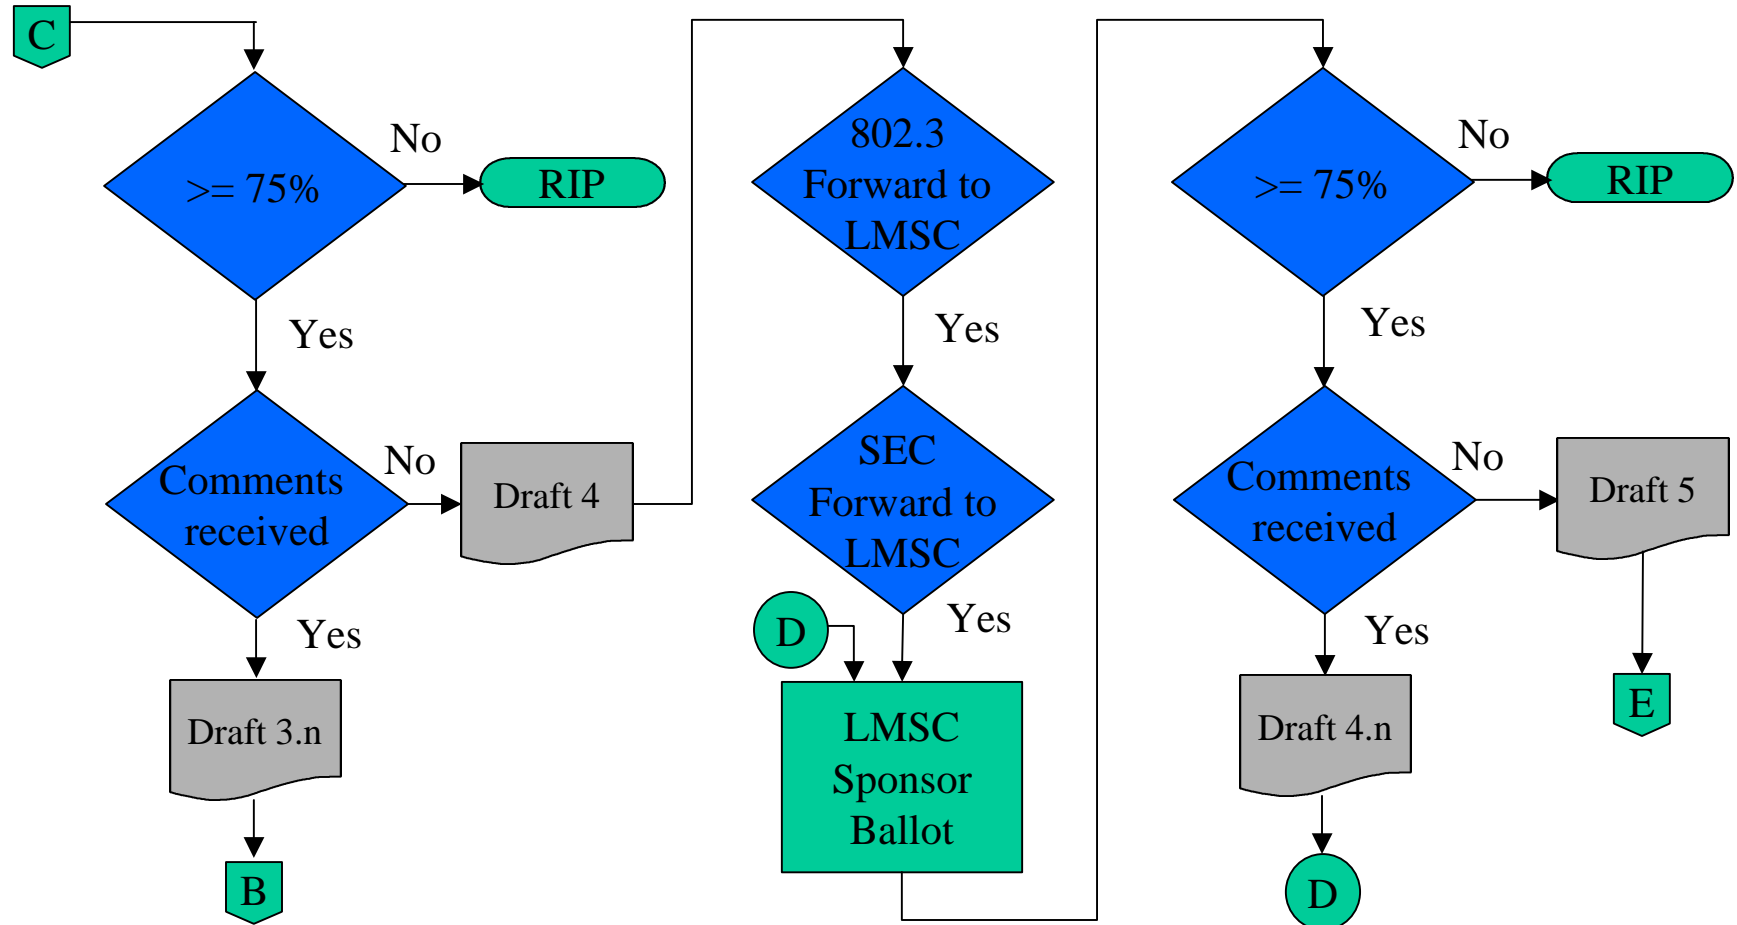 C
>= 75%
No
RIP
Yes
Comments
received
No
Draft 4
Yes
Draft 3.n
B
802.3
Forward to
LMSC
Yes
SEC
Forward to
LMSC
Yes
D
LMSC
Sponsor
Ballot
>= 75%
No
RIP
Yes
Comments
received
No
Draft 5
E
Yes
Draft 4.n
D